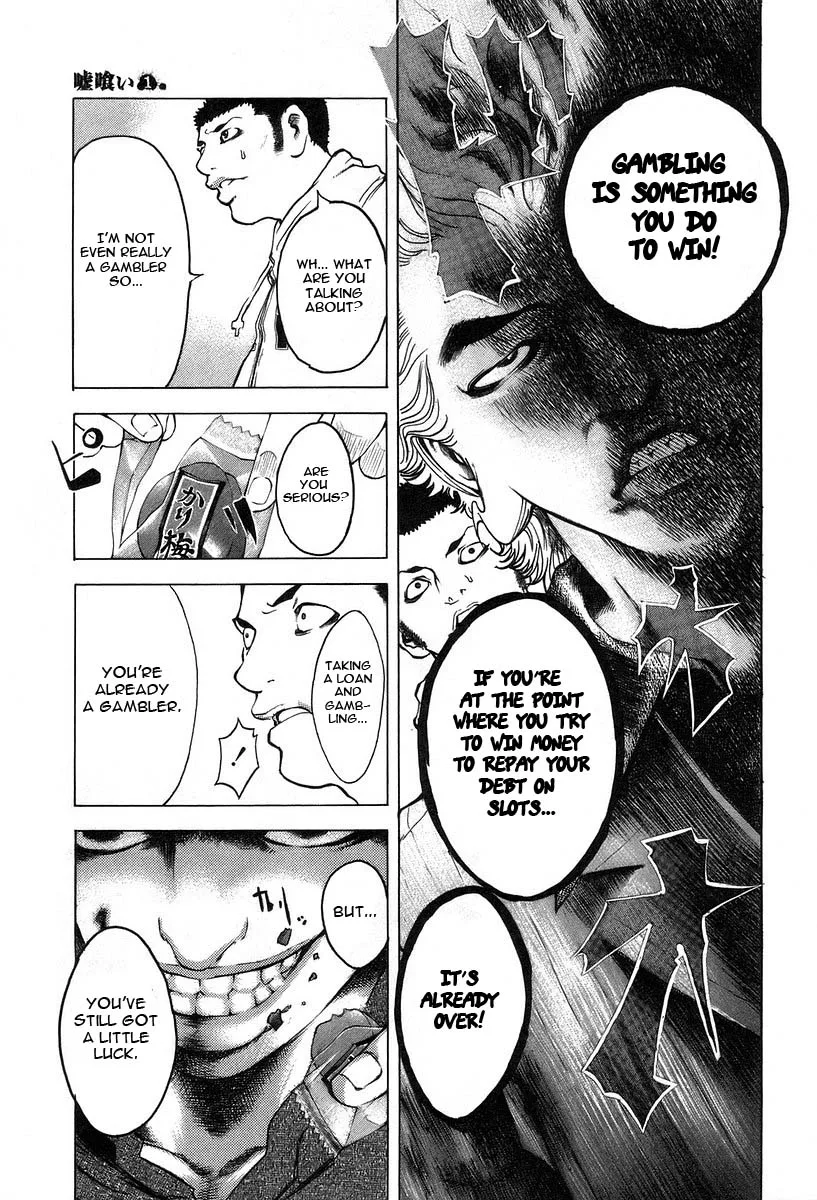 嘘喰い
GAMBLING
IS SOMETHING
YOU DO
TO WIN!
IF YOU'RE
AT THE POINT
WHERE YOU TRY
TO WIN MONEY
TO REPAY YOUR
DEBT ON
SLOTS...
IT'S
ALREADY
OVER!
WH... WHAT
ARE YOU
TALKING
ABOUT?
I'M NOT
EVEN REALLY
A GAMBLER
SO...
ARE
YOU
SERIOUS?
かり梅
TAKING
A LOAN
AND
GAMB-
LING...
!
YOU'RE
ALREADY
A GAMBLER.
BUT...
カリ
YOU'VE
STILL GOT
A LITTLE
LUCK.